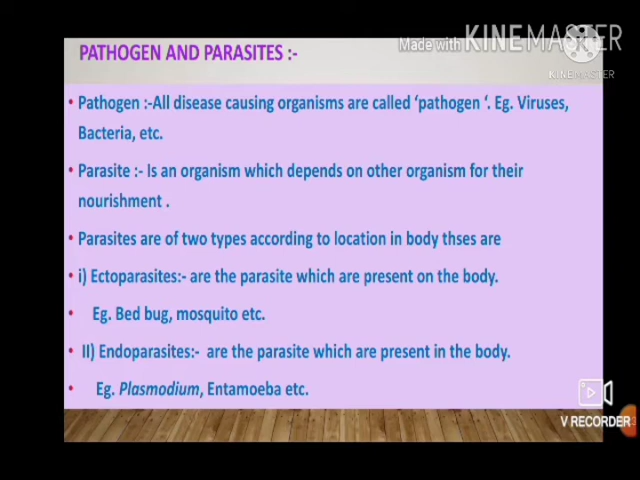 Made with KINEMASTER
KINEMASTER
PATHOGEN AND PARASITES :-
• Pathogen :-All disease causing organisms are called ‘pathogen ‘. Eg. Viruses,
Bacteria, etc.
• Parasite :- Is an organism which depends on other organism for their
nourishment .
• Parasites are of two types according to location in body thses are
• i) Ectoparasites:- are the parasite which are present on the body.
• Eg. Bed bug, mosquito etc.
• II) Endoparasites:- are the parasite which are present in the body.
• Eg. Plasmodium, Entamoeba etc.
V RECORDER